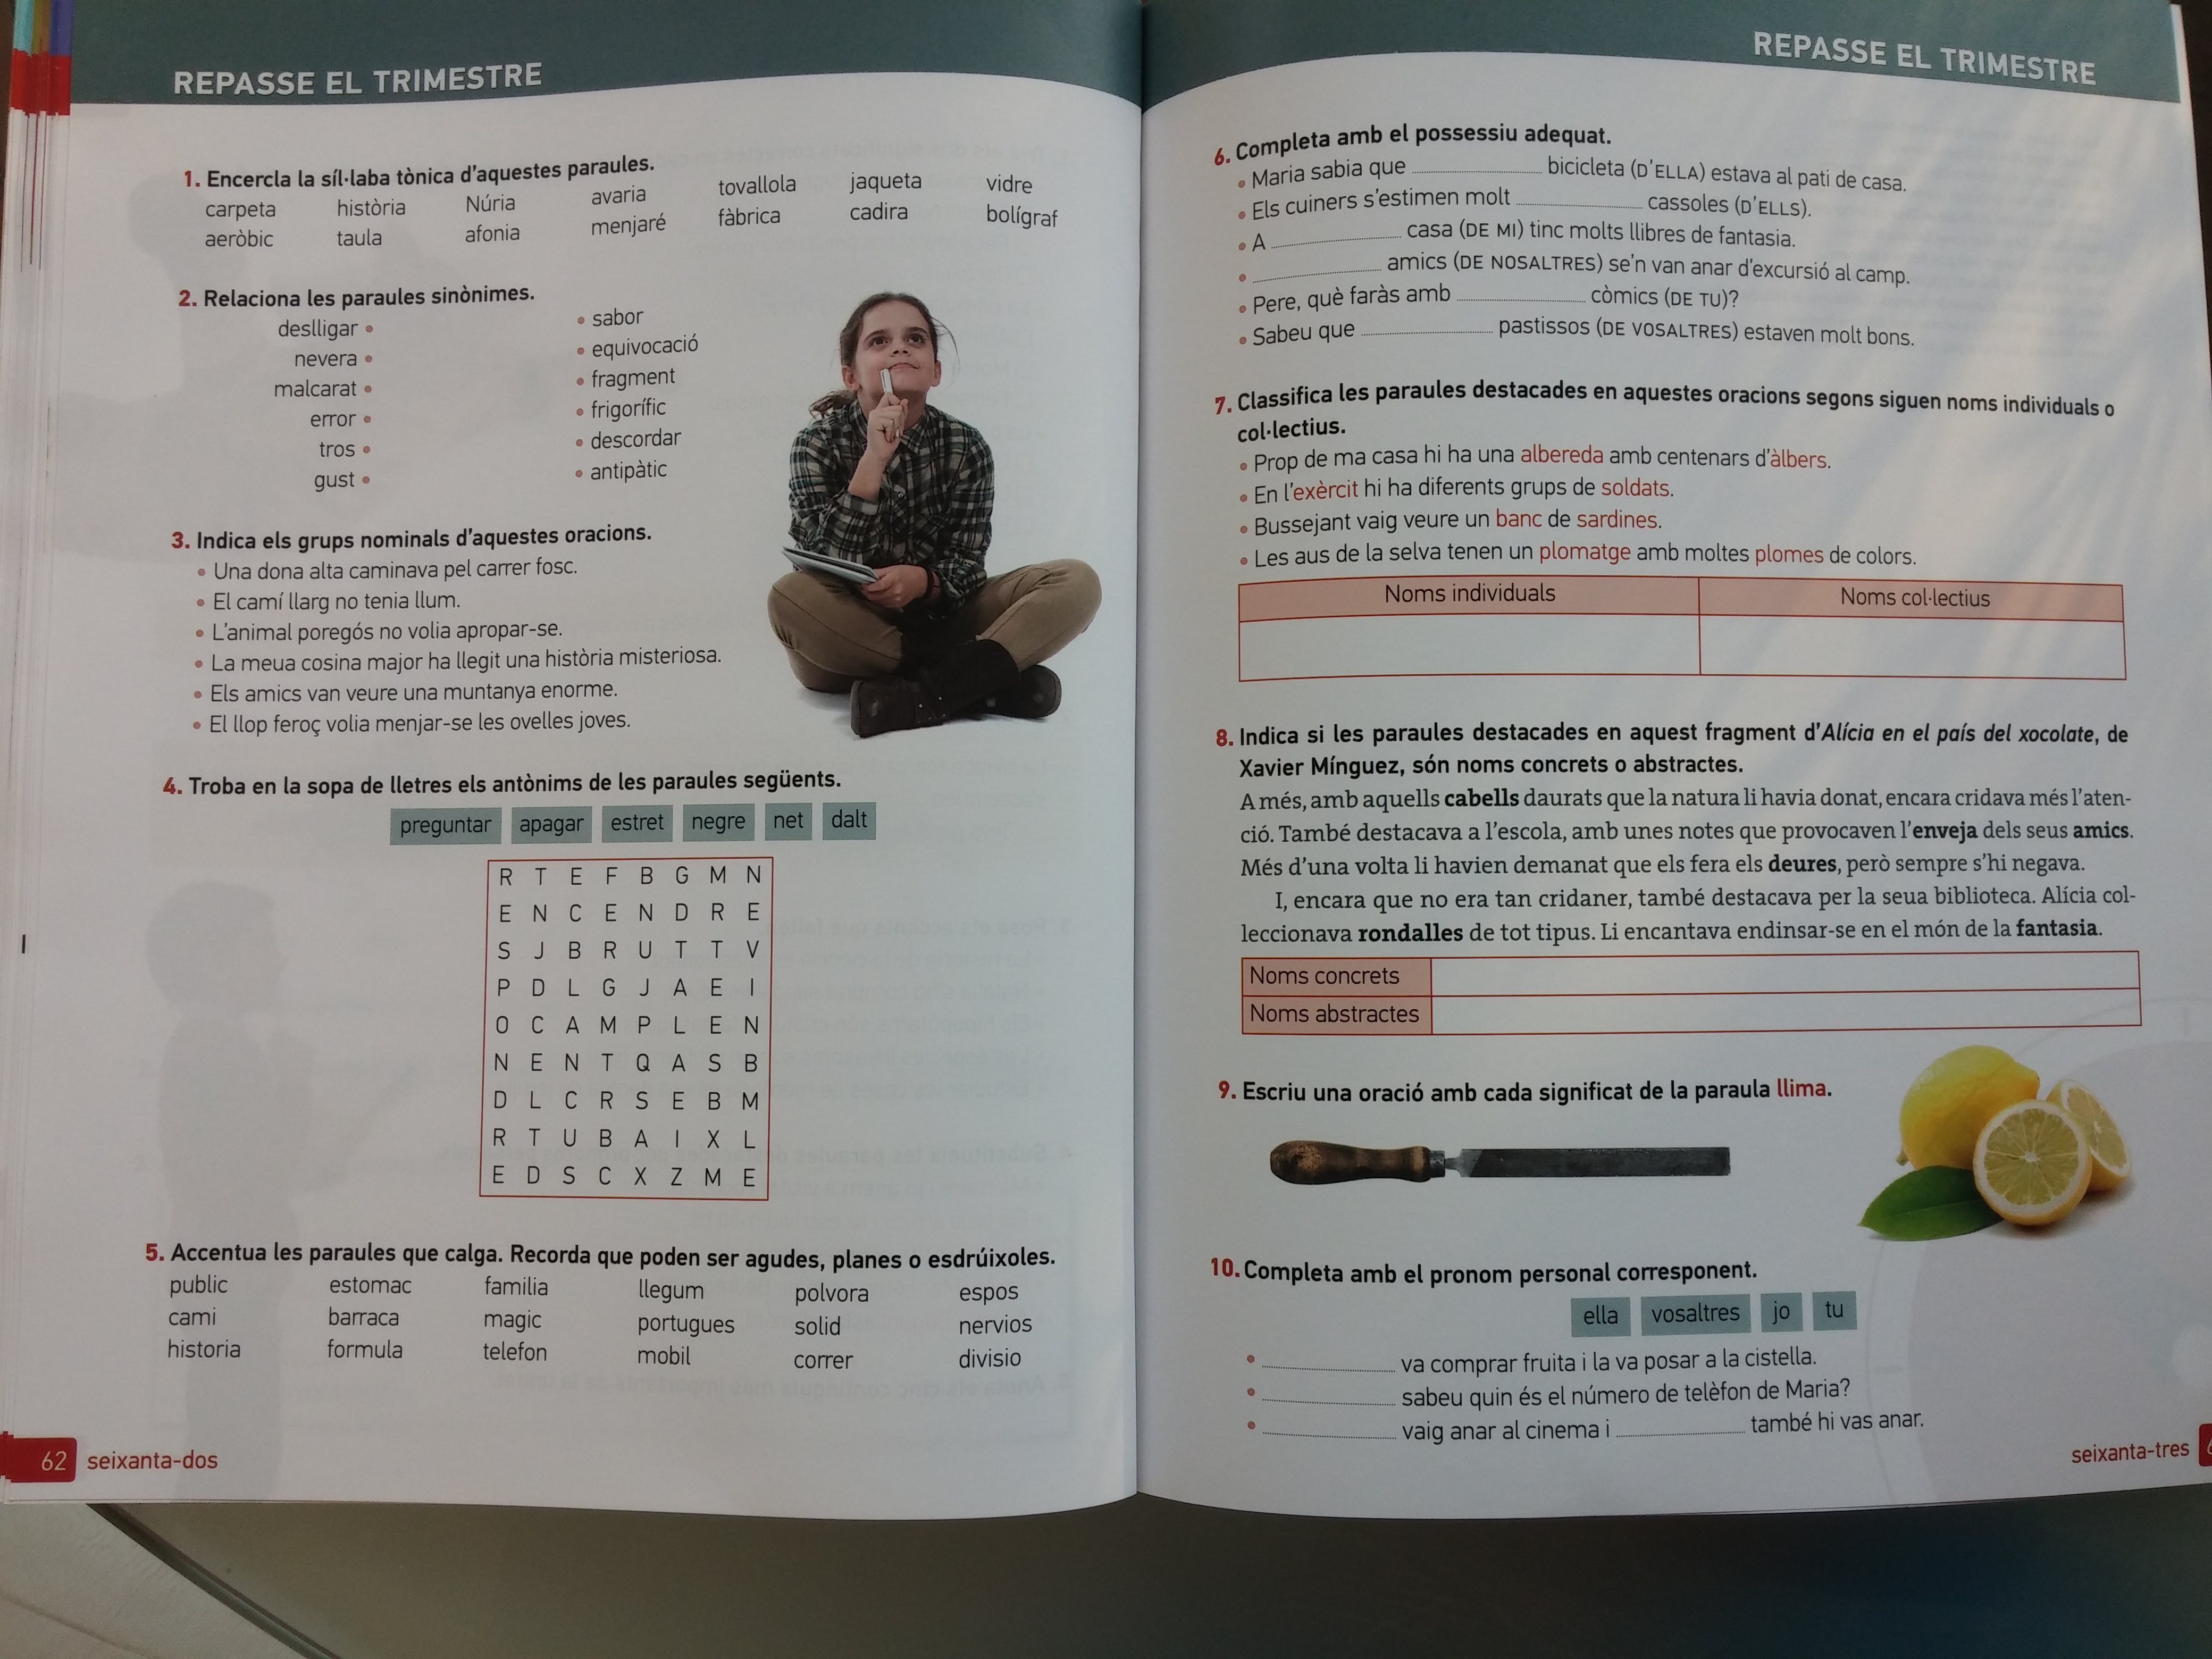 REPASSE EL TRIMESTRE
1. Encercla la síl·laba tònica d'aquestes paraules.
carpeta història Núria avaria tovallola jaqueta vidre
aeròbic taula afonia menjaré fàbrica cadira bolígraf
2. Relaciona les paraules sinònimes.
deslligar • • sabor
nevera • • equivocació
malcarat • • fragment
error • • frigorífic
tros • • descordar
gust • • antipàtic
3. Indica els grups nominals d'aquestes oracions.
• Una dona alta caminava pel carrer fosc.
• El camí llarg no tenia llum.
• L'animal poregós no volia apropar-se.
• La meua cosina major ha llegit una història misteriosa.
• Els amics van veure una muntanya enorme.
• El llop feroç volia menjar-se les ovelles joves.
4. Troba en la sopa de lletres els antònims de les paraules següents.
preguntar apagar estret negre net dalt
R T E F B G M N
E N C E N D R E
S J B R U T T V
P D L G J A E I
O C A M P L E N
N E N T Q A S B
D L C R S E B M
R T U B A I X L
E D S C X Z M E
5. Accentua les paraules que calga. Recorda que poden ser agudes, planes o esdrúixoles.
public estomac familia llegum polvora espos
cami barraca magic portugues solid nervios
historia formula telefon mobil correr divisio
62 seixanta-dos
REPASSE EL TRIMESTRE
6. Completa amb el possessiu adequat.
• Maria sabia que ........ bicicleta (D'ELLA) estava al pati de casa.
• Els cuiners s'estimen molt ........ cassoles (D'ELLS).
• A ........ casa (DE MI) tinc molts llibres de fantasia.
• ........ amics (DE NOSALTRES) se'n van anar d'excursió al camp.
• Pere, què faràs amb ........ còmics (DE TU)?
• Sabeu que ........ pastissos (DE VOSALTRES) estaven molt bons.
7. Classifica les paraules destacades en aquestes oracions segons siguen noms individuals o
col·lectius.
• Prop de ma casa hi ha una albereda amb centenars d'àlbers.
• En l'exèrcit hi ha diferents grups de soldats.
• Bussejant vaig veure un banc de sardines.
• Les aus de la selva tenen un plomatge amb moltes plomes de colors.
Noms individuals Noms col·lectius
8. Indica si les paraules destacades en aquest fragment d'Alícia en el país del xocolate, de
Xavier Mínguez, són noms concrets o abstractes.
A més, amb aquells cabells daurats que la natura li havia donat, encara cridava més l'aten-
ció. També destacava a l'escola, amb unes notes que provocaven l'enveja dels seus amics.
Més d'una volta li havien demanat que els fera els deures, però sempre s'hi negava.
I, encara que no era tan cridaner, també destacava per la seua biblioteca. Alícia col-
leccionava rondalles de tot tipus. Li encantava endinsar-se en el món de la fantasia.
Noms concrets
Noms abstractes
9. Escriu una oració amb cada significat de la paraula llima.
10. Completa amb el pronom personal corresponent.
ella vosaltres jo tu
• ........ va comprar fruita i la va posar a la cistella.
• ........ sabeu quin és el número de telèfon de Maria?
• ........ vaig anar al cinema i ........ també hi vas anar.
seixanta-tres